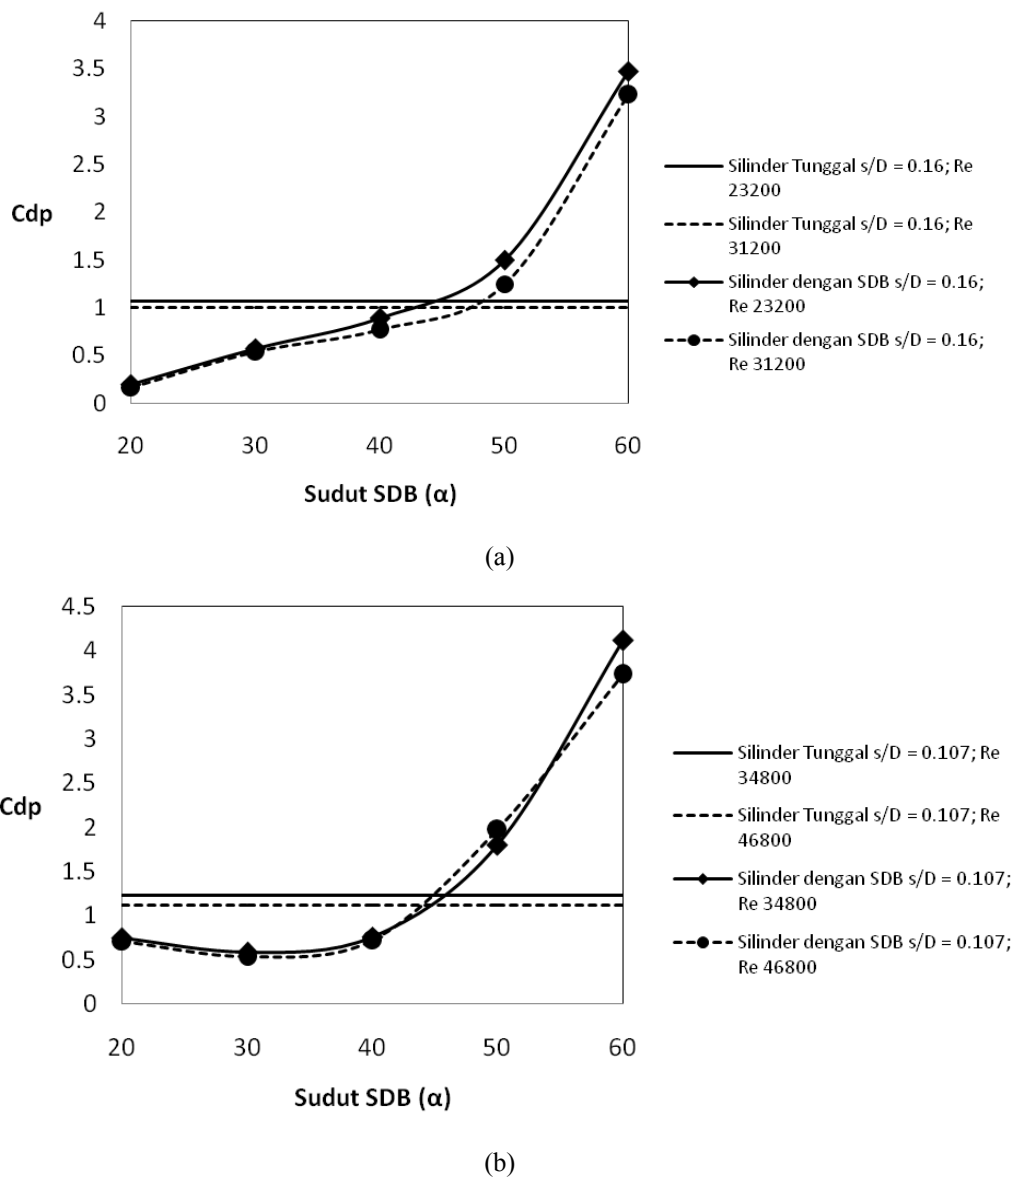 4
3.5
3
2.5
2
1.5
1
0.5
0
Cdp
20 30 40 50 60
Sudut SDB (α)
Silinder Tunggal s/D = 0.16; Re
23200
Silinder Tunggal s/D = 0.16; Re
31200
Silinder dengan SDB s/D = 0.16;
Re 23200
Silinder dengan SDB s/D = 0.16;
Re 31200
(a)
4.5
4
3.5
3
2.5
2
1.5
1
0.5
0
Cdp
20 30 40 50 60
Sudut SDB (α)
Silinder Tunggal s/D = 0.107; Re
34800
Silinder Tunggal s/D = 0.107; Re
46800
Silinder dengan SDB s/D = 0.107;
Re 34800
Silinder dengan SDB s/D = 0.107;
Re 46800
(b)